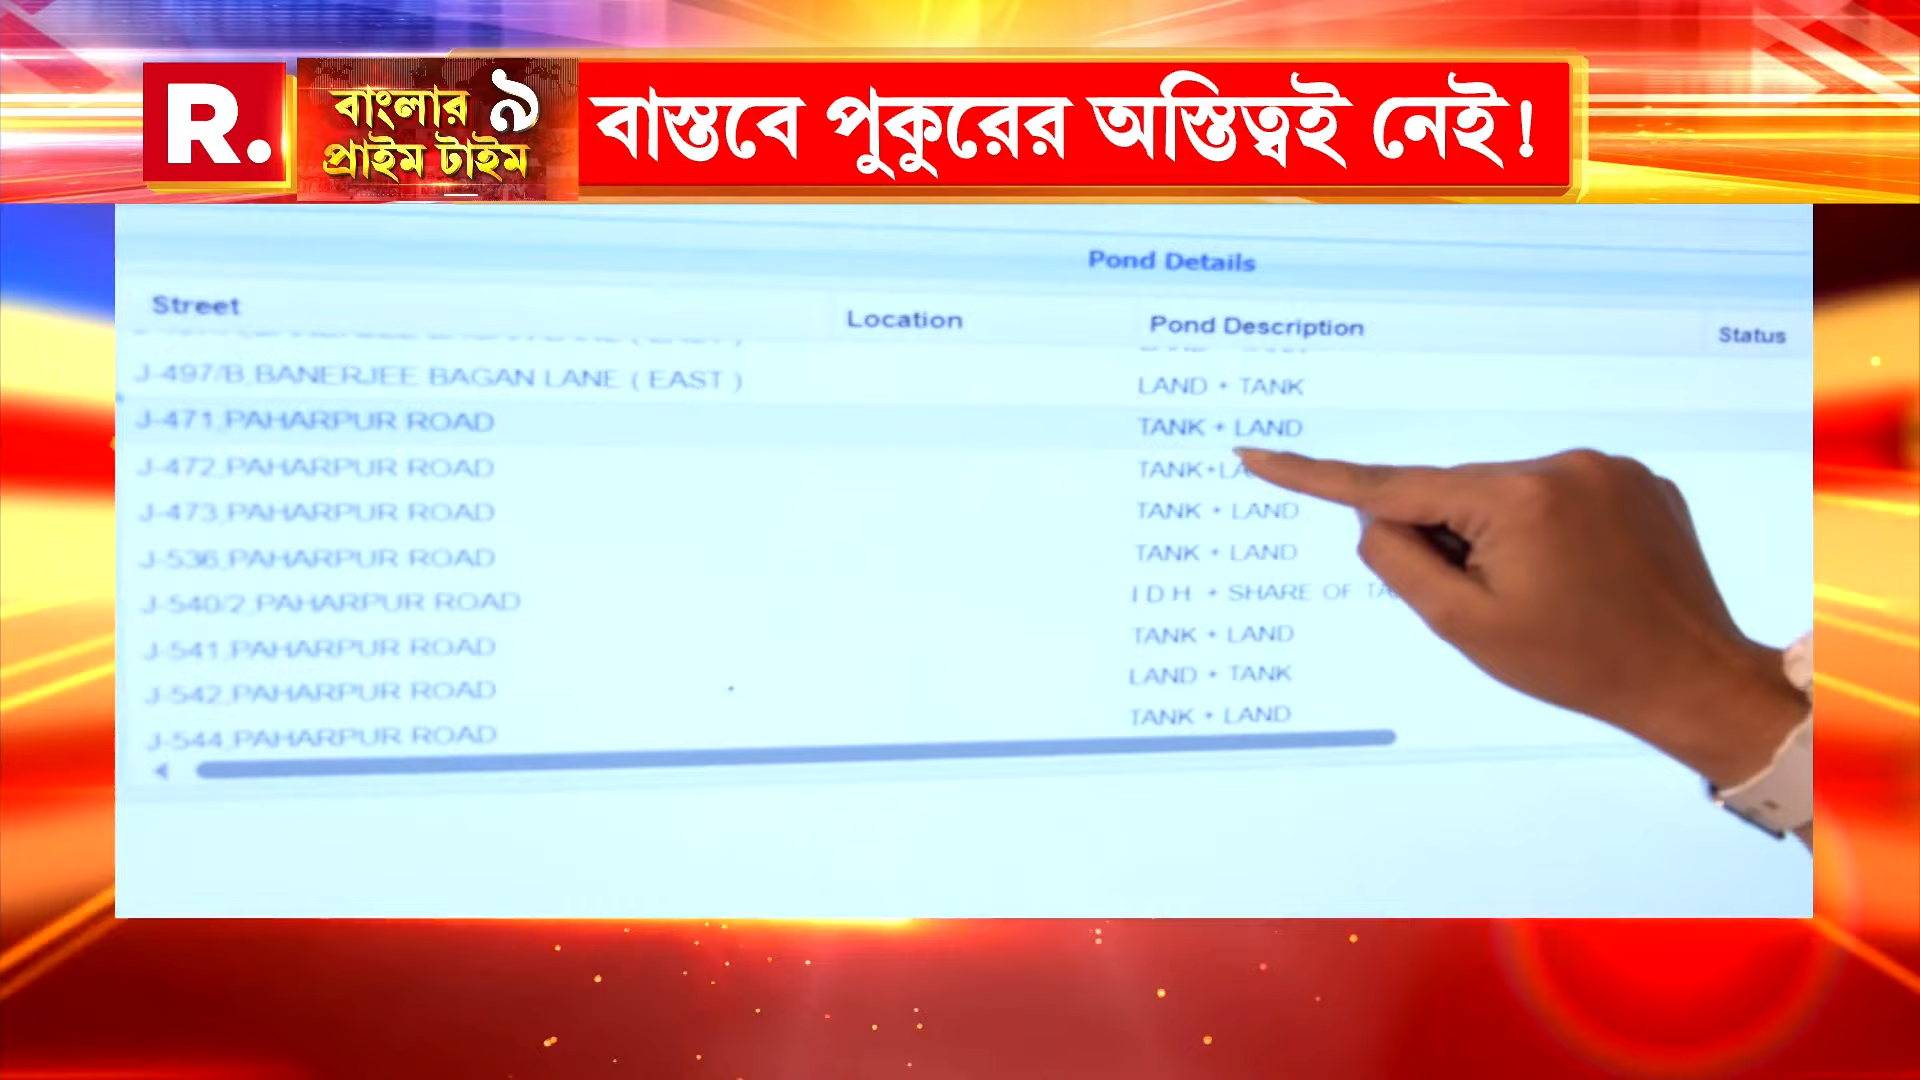 R.
বাংলার ৯
প্রাইম টাইম
বাস্তবে পুকুরের অস্তিত্বই নেই!
Pond Details
Street Location Pond Description Status
J-497/B,BANERJEE BAGAN LANE ( EAST ) LAND + TANK
J-471,PAHARPUR ROAD TANK + LAND
J-472,PAHARPUR ROAD
J-473,PAHARPUR ROAD TANK + LAND
J-536,PAHARPUR ROAD TANK + LAND
J-540/2,PAHARPUR ROAD I D H + SHARE OF
J-541,PAHARPUR ROAD TANK + LAND
J-542,PAHARPUR ROAD LAND + TANK
J-544,PAHARPUR ROAD TANK + LAND